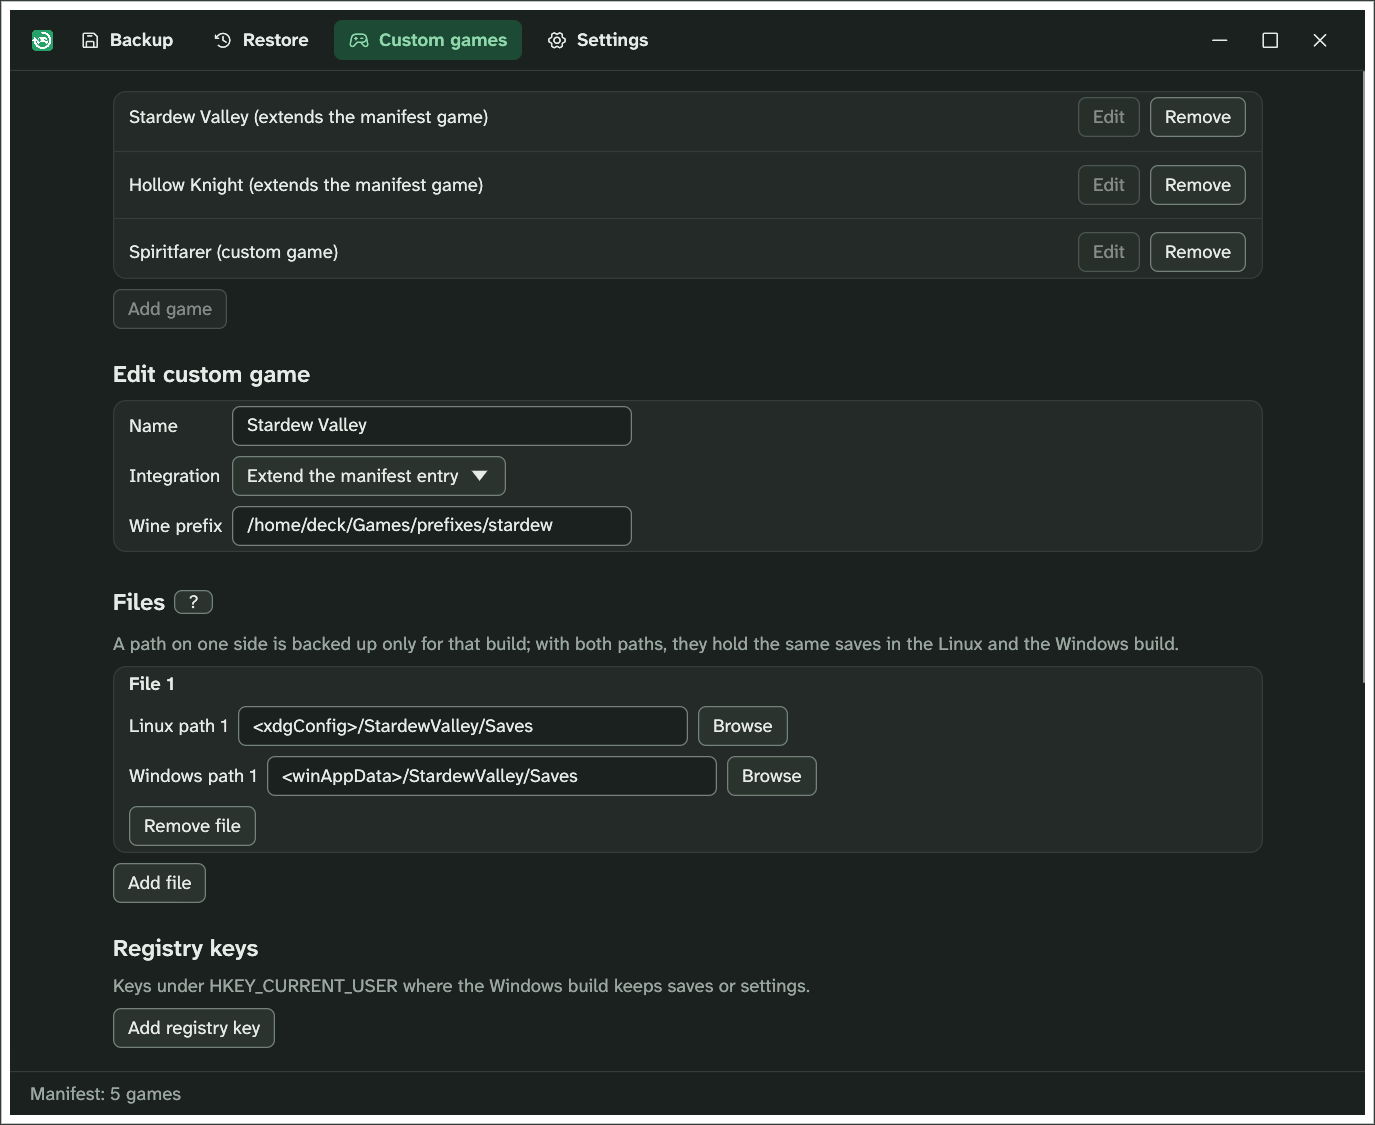 Backup Restore Custom games Settings
Stardew Valley (extends the manifest game) Edit Remove
Hollow Knight (extends the manifest game) Edit Remove
Spiritfarer (custom game) Edit Remove
Add game
Edit custom game
Name Stardew Valley
Integration Extend the manifest entry
Wine prefix /home/deck/Games/prefixes/stardew
Files ?
A path on one side is backed up only for that build; with both paths, they hold the same saves in the Linux and the Windows build.
File 1
Linux path 1 <xdgConfig>/StardewValley/Saves Browse
Windows path 1 <winAppData>/StardewValley/Saves Browse
Remove file
Add file
Registry keys
Keys under HKEY_CURRENT_USER where the Windows build keeps saves or settings.
Add registry key
Manifest: 5 games